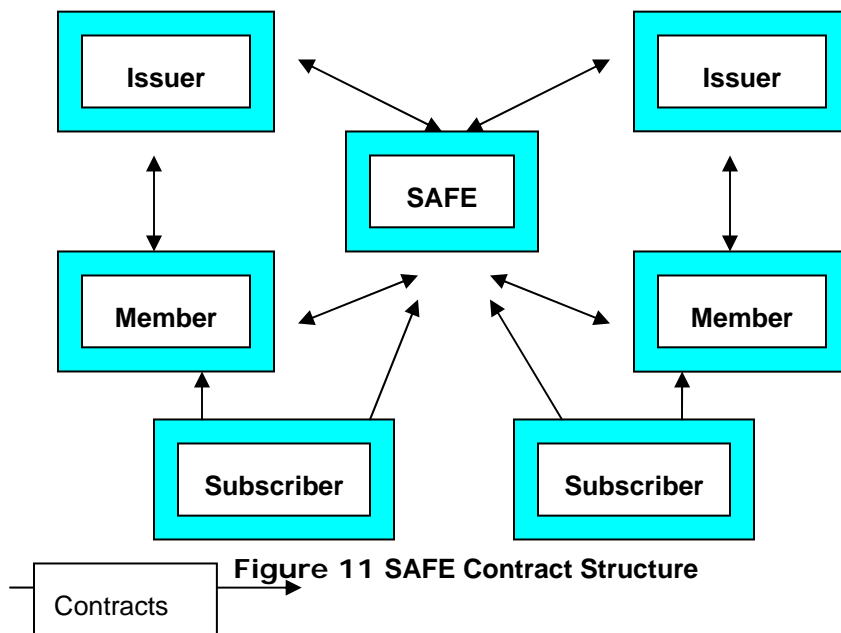 Issuer
Issuer
SAFE
Member
Member
Subscriber
Subscriber
Figure 11 SAFE Contract Structure
Contracts